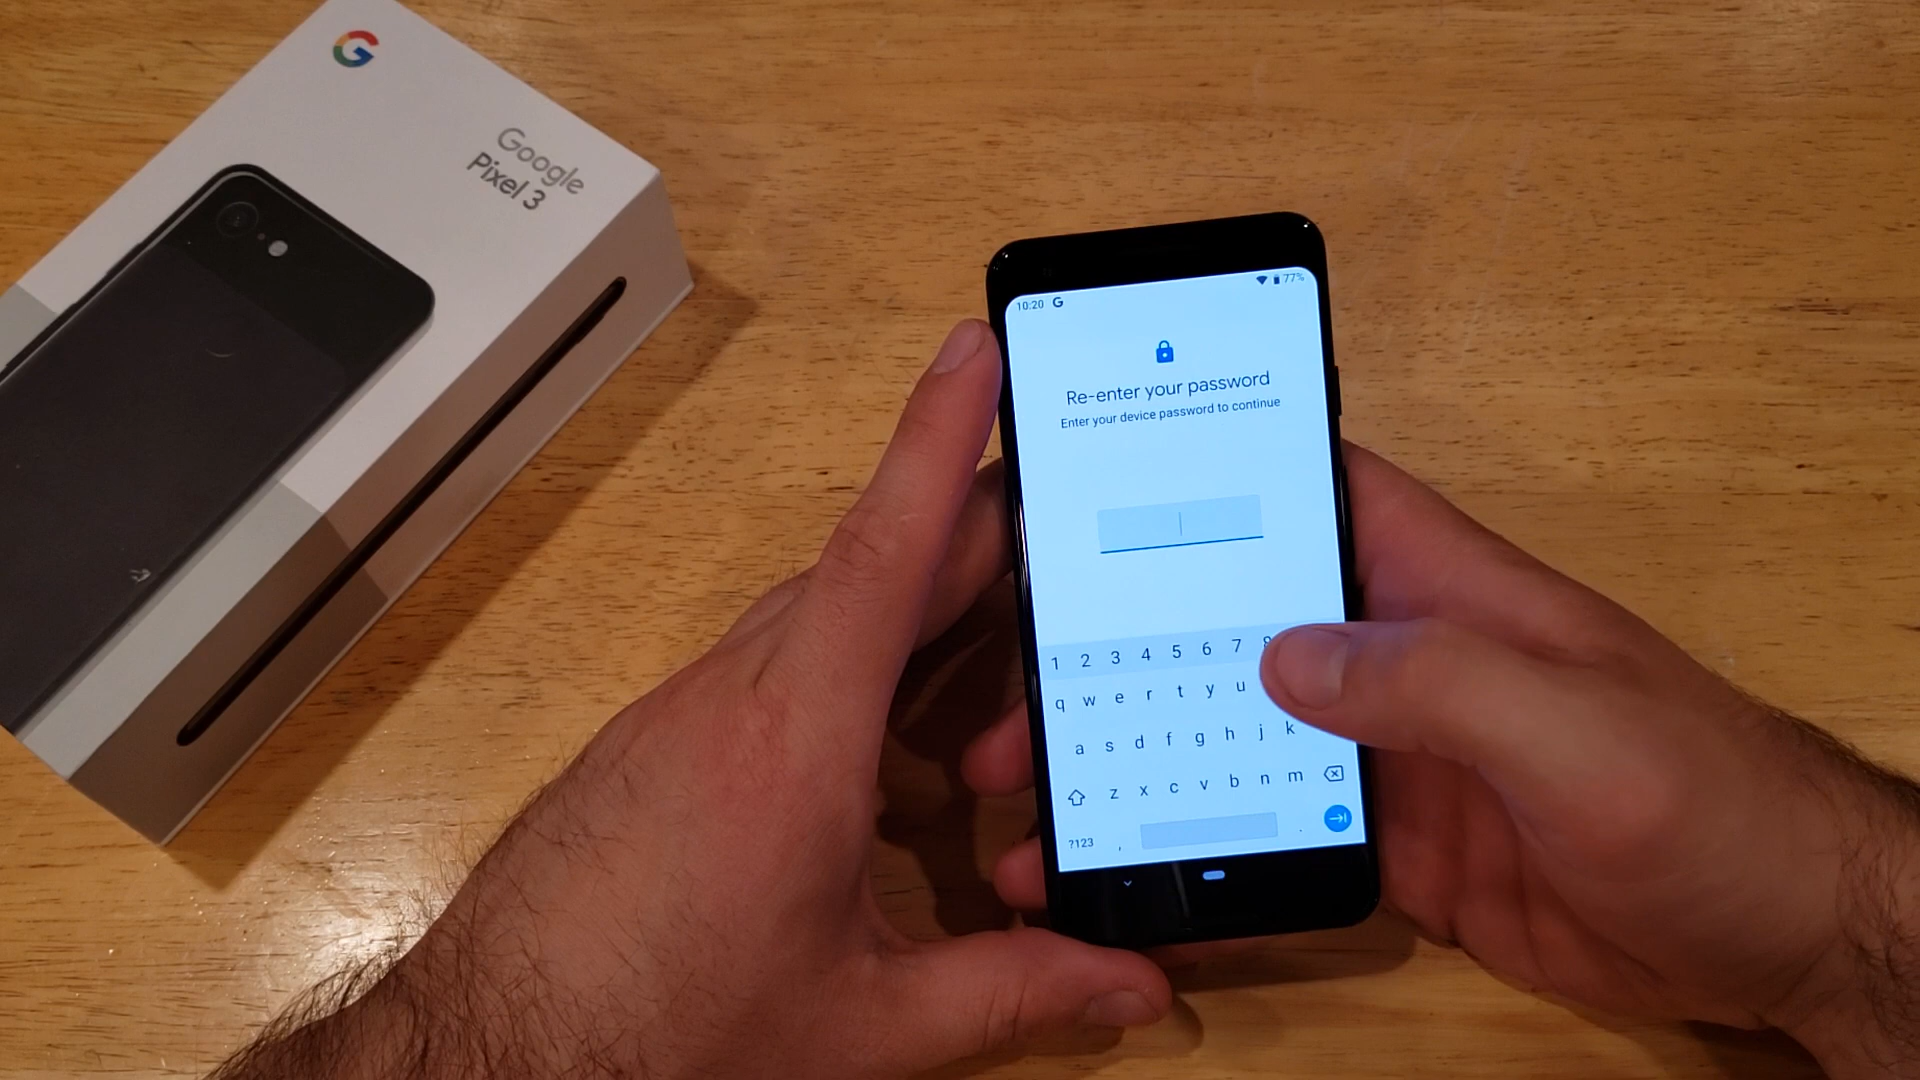 G
Google
Pixel 3
10:20 G 77%
Re-enter your password
Enter your device password to continue
1 2 3 4 5 6 7 8
q w e r t y u
a s d f g h j k
z x c v b n m
?123 , .